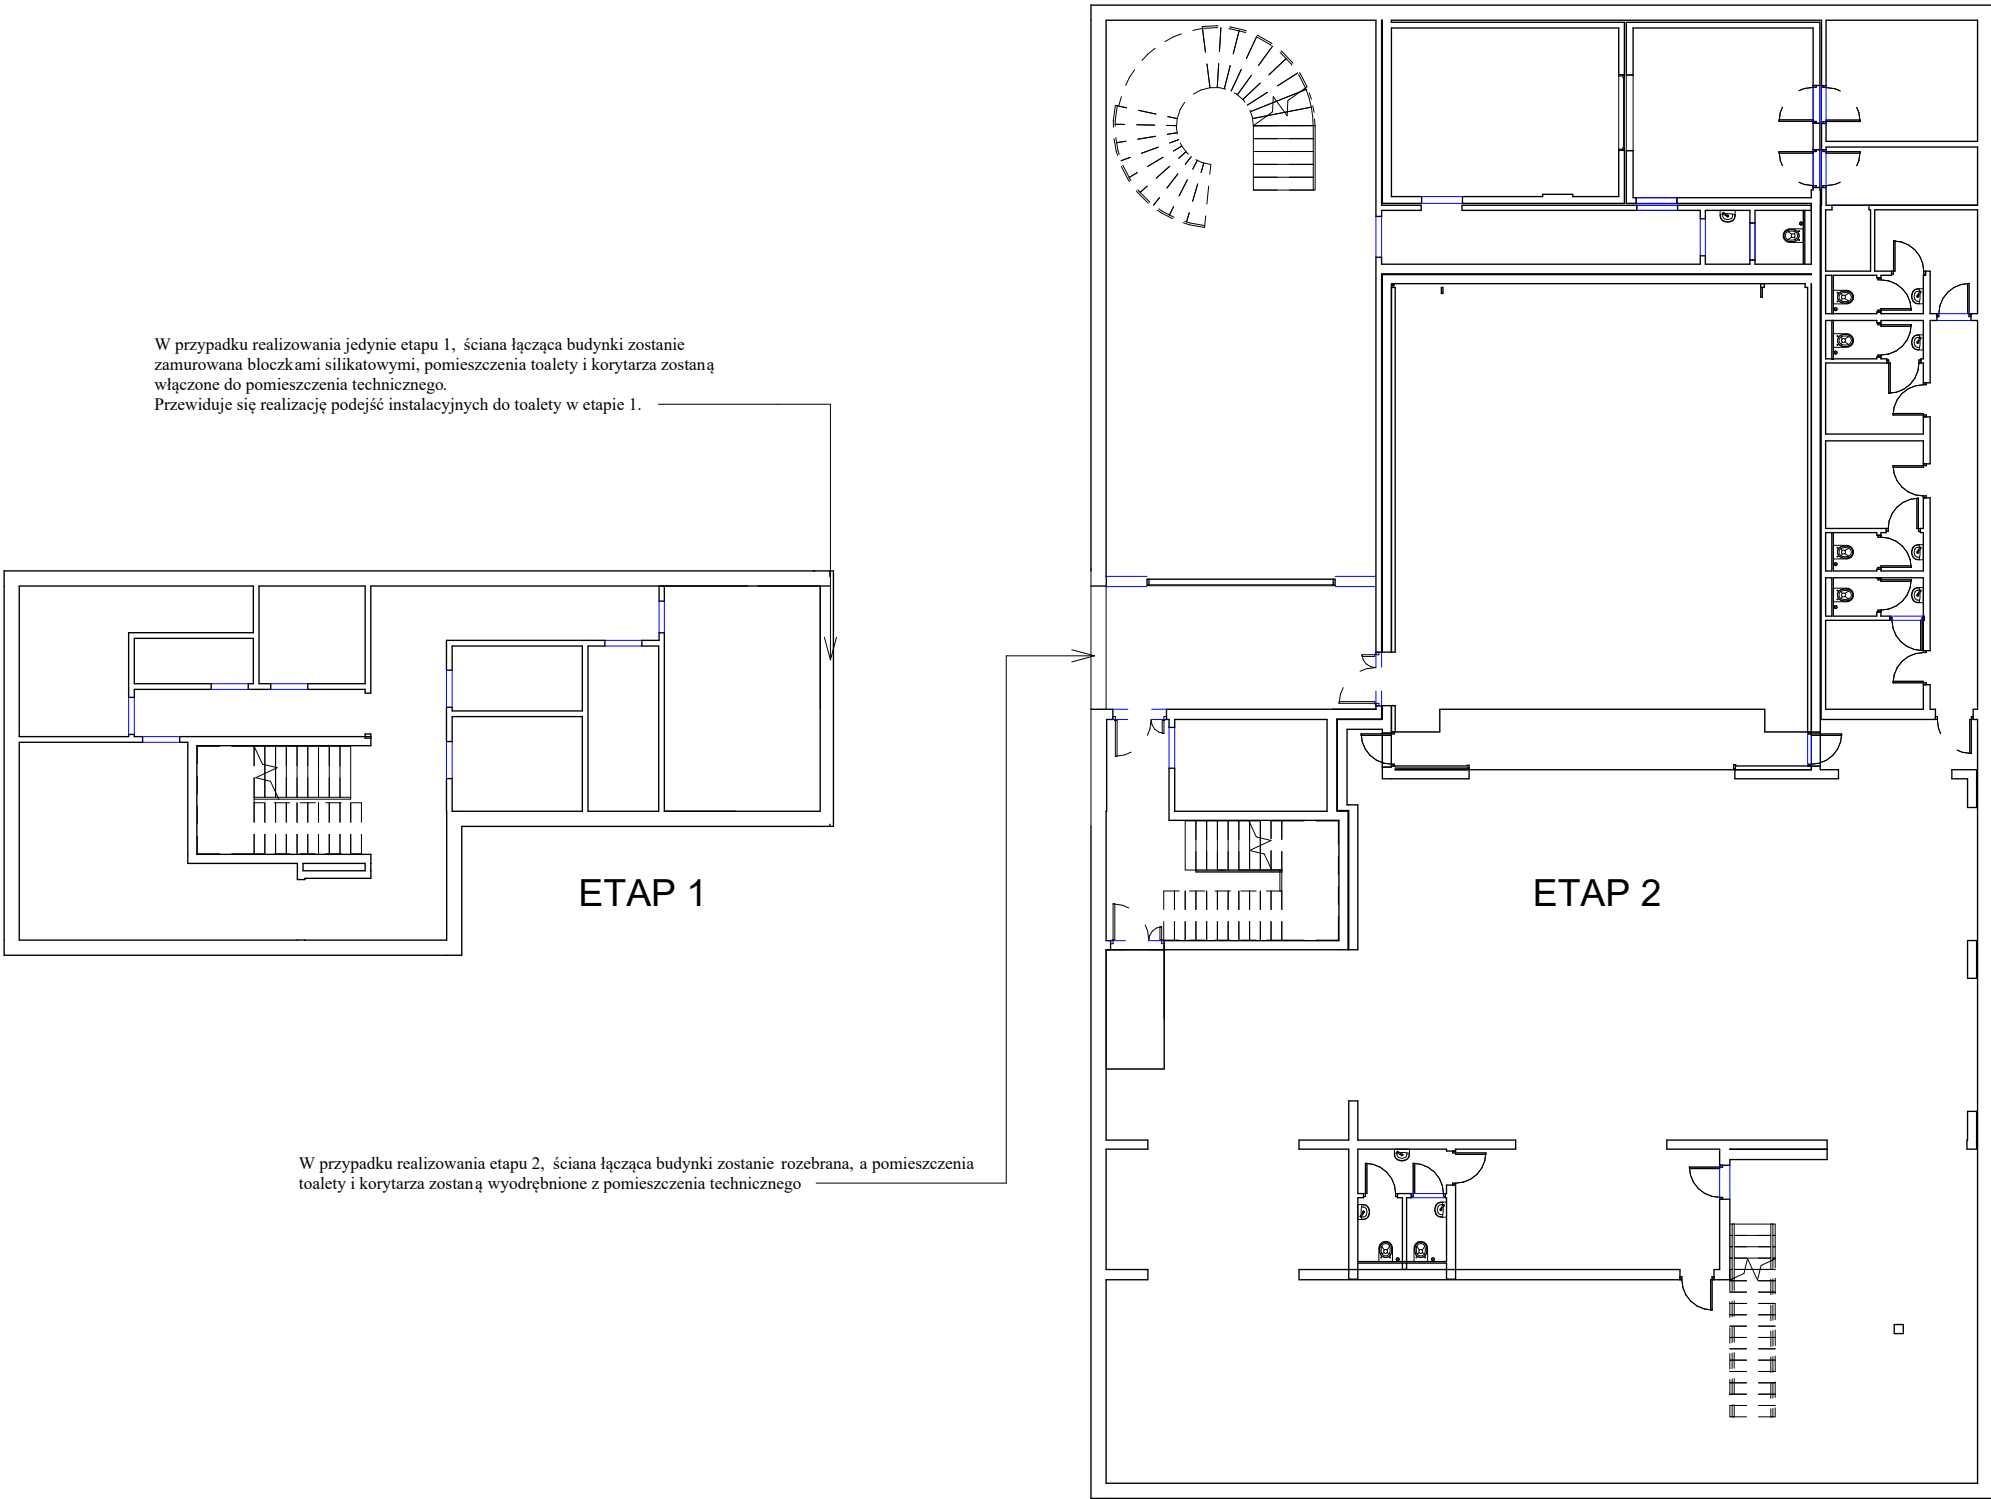 W przypadku realizowania jedynie etapu 1, ściana łącząca budynki zostanie
zamurowana bloczkami silikatowymi, pomieszczenia toalety i korytarza zostaną
włączone do pomieszczenia technicznego.
Przewiduje się realizację podejść instalacyjnych do toalety w etapie 1.
ETAP 1
ETAP 2
W przypadku realizowania etapu 2, ściana łącząca budynki zostanie rozebrana, a pomieszczenia
toalety i korytarza zostaną wyodrębnione z pomieszczenia technicznego